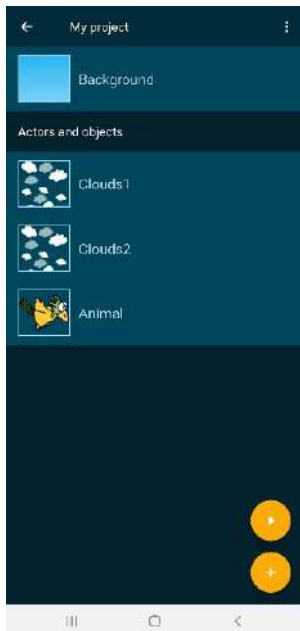 My project
Background
Actors and objects
Clouds1
Clouds2
Animal